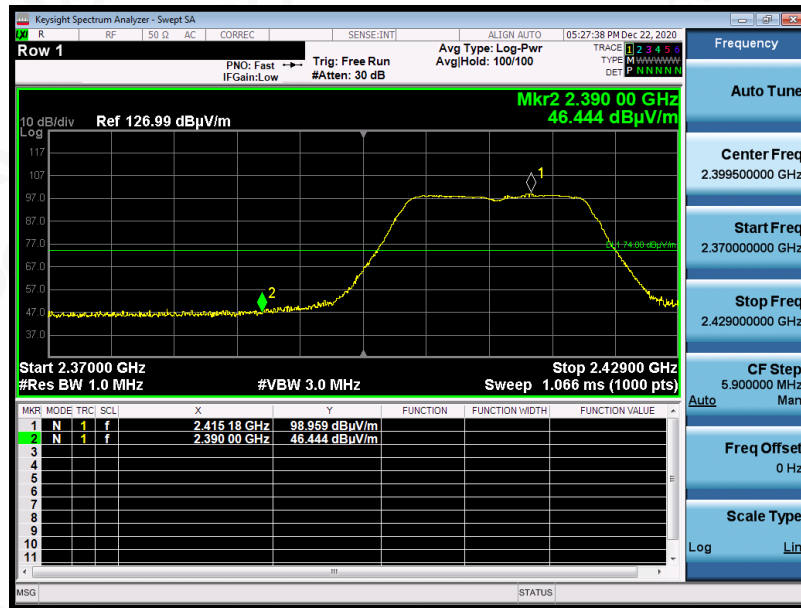 Keysight Spectrum Analyzer - Swept SA
LXI R RF 50 Ω AC CORREC SENSE:INT ALIGN AUTO 05:27:38 PM Dec 22, 2020
Row 1
PNO: Fast
IFGain:Low
Trig: Free Run
#Atten: 30 dB
Avg Type: Log-Pwr
Avg|Hold: 100/100
TRACE 1 2 3 4 5 6
TYPE M W W W W W
DET P N N N N N
Mkr2 2.390 00 GHz
46.444 dBµV/m
10 dB/div Ref 126.99 dBµV/m
Log
117
107
97.0
87.0
77.0
67.0
57.0
47.0
37.0
1
2
DL1 74.00 dBµV/m
Start 2.37000 GHz Stop 2.42900 GHz
#Res BW 1.0 MHz #VBW 3.0 MHz Sweep 1.066 ms (1000 pts)
MKR MODE TRC SCL X Y FUNCTION FUNCTION WIDTH FUNCTION VALUE
1 N 1 f 2.415 18 GHz 98.959 dBµV/m
2 N 1 f 2.390 00 GHz 46.444 dBµV/m
3
4
5
6
7
8
9
10
11
MSG STATUS
Frequency
Auto Tune
Center Freq
2.399500000 GHz
Start Freq
2.370000000 GHz
Stop Freq
2.429000000 GHz
CF Step
5.900000 MHz
Auto Man
Freq Offset
0 Hz
Scale Type
Log Lin